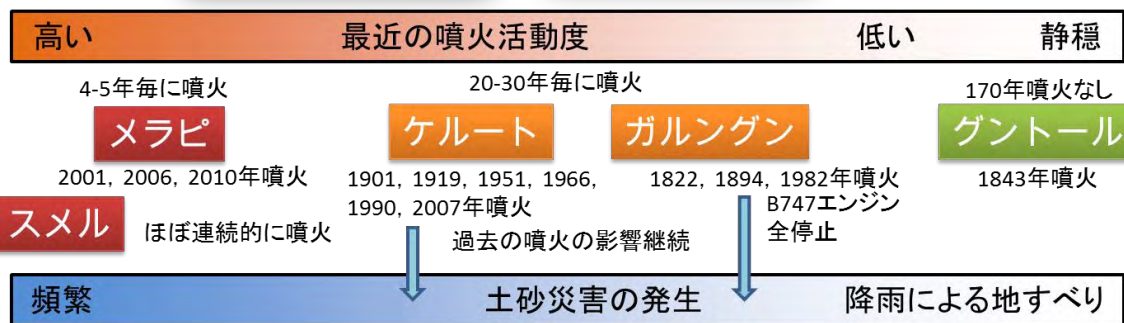 高い 最近の噴火活動度 低い 静穏
4-5年毎に噴火 20-30年毎に噴火 170年噴火なし
メラピ ケルート ガルングン グントール
2001, 2006, 2010年噴火 1901, 1919, 1951, 1966, 1822, 1894, 1982年噴火 1843年噴火
1990, 2007年噴火 B747エンジン
全停止
スメル ほぼ連続的に噴火 過去の噴火の影響継続
頻繁 土砂災害の発生 降雨による地すべり